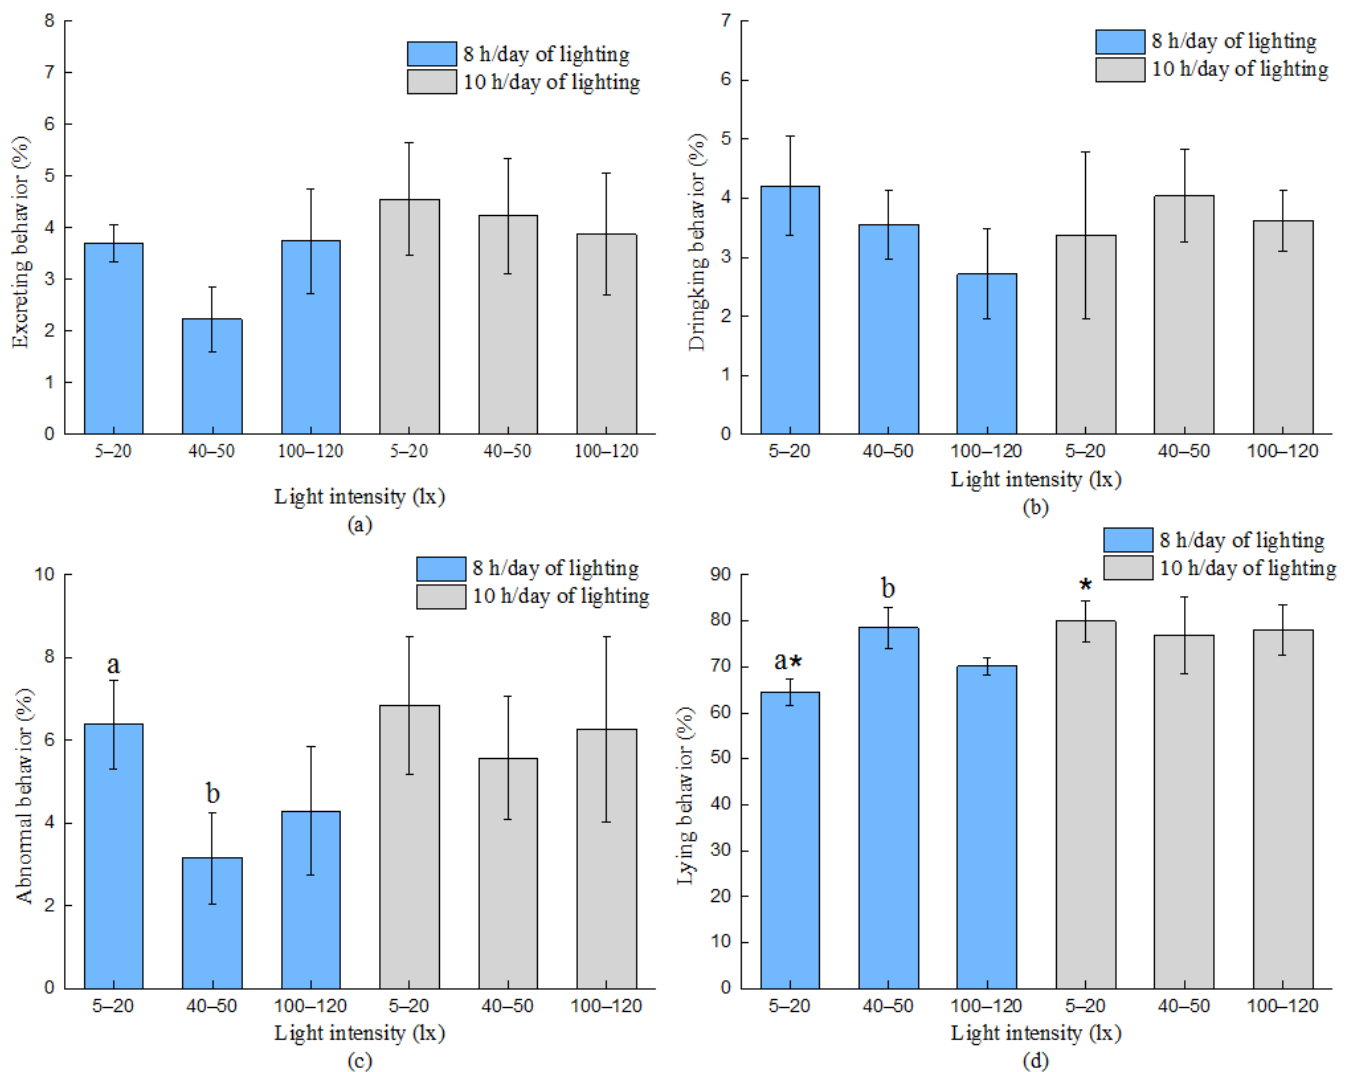 8
7
6
5
4
3
2
1
0
Excreting behavior (%)
8 h/day of lighting
10 h/day of lighting
5–20 40–50 100–120 5–20 40–50 100–120
Light intensity (lx)
(a)
7
6
5
4
3
2
1
0
Dringking behavior (%)
8 h/day of lighting
10 h/day of lighting
5–20 40–50 100–120 5–20 40–50 100–120
Light intensity (lx)
(b)
10
8
6
4
2
0
Abnormal behavior (%)
8 h/day of lighting
10 h/day of lighting
a
b
5–20 40–50 100–120 5–20 40–50 100–120
Light intensity (lx)
(c)
90
80
70
60
50
40
30
20
10
0
Lying behavior (%)
8 h/day of lighting
10 h/day of lighting
b
*
a*
5–20 40–50 100–120 5–20 40–50 100–120
Light intensity (lx)
(d)